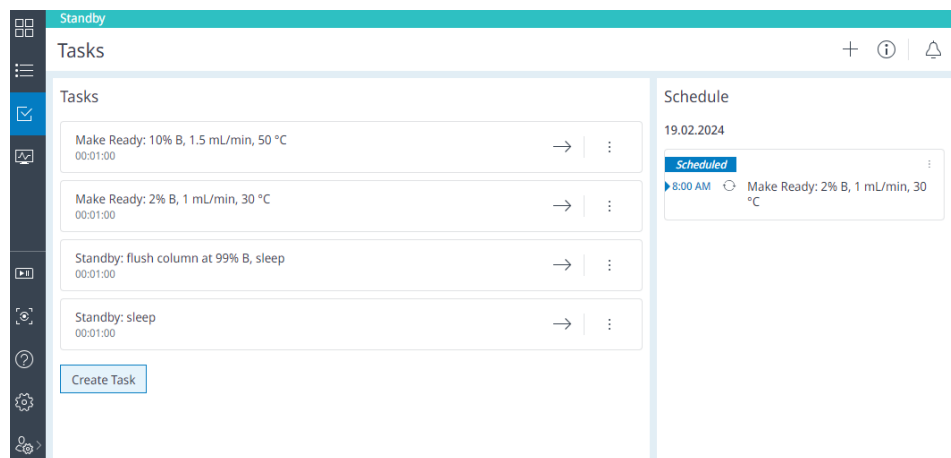 Standby
Tasks
Tasks
Make Ready: 10% B, 1.5 mL/min, 50 °C
00:01:00
Make Ready: 2% B, 1 mL/min, 30 °C
00:01:00
Standby: flush column at 99% B, sleep
00:01:00
Standby: sleep
00:01:00
Create Task
Schedule
19.02.2024
Scheduled
8:00 AM Make Ready: 2% B, 1 mL/min, 30
°C